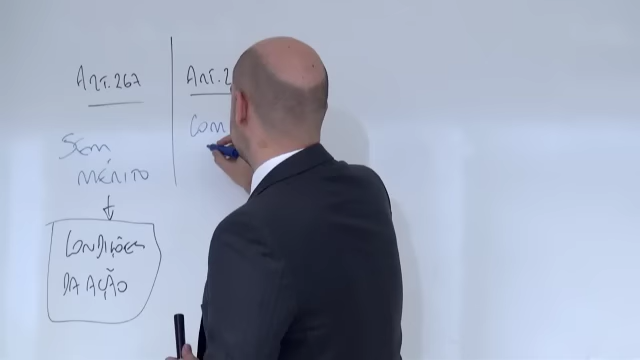 ART.267
SEM
MÉRITO
CONDIÇÕES
DA AÇÃO
ART.2
COM